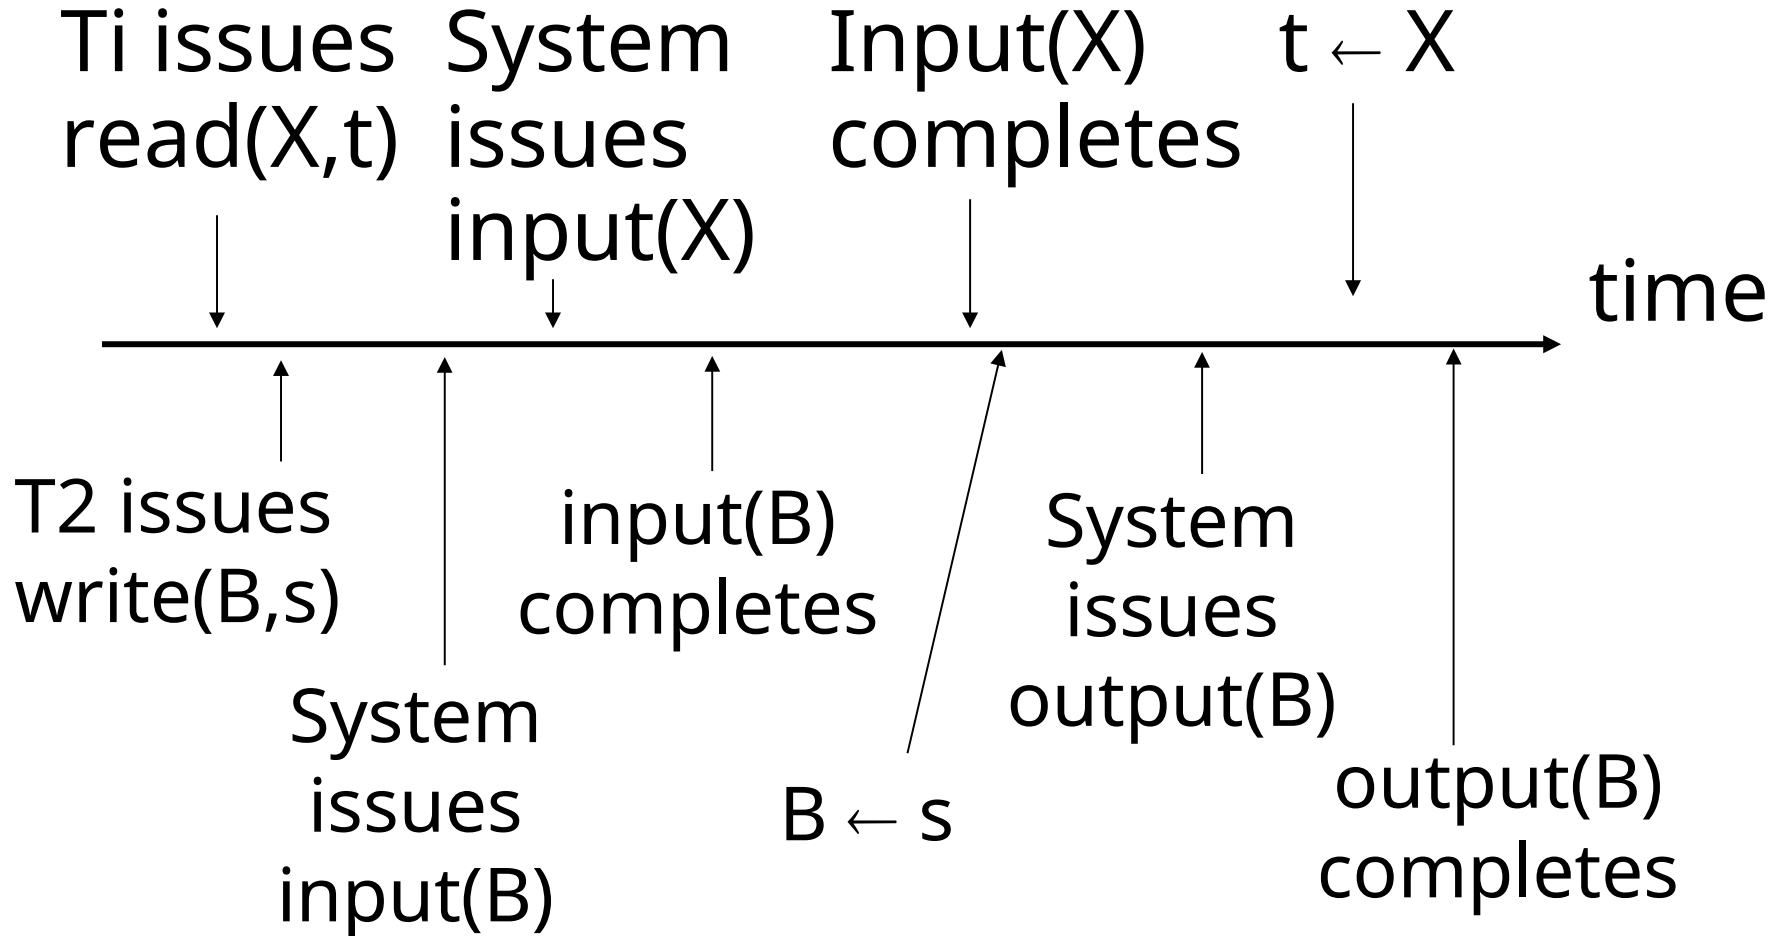 Ti issues
read(X,t)
System
issues
input(X)
Input(X)
completes
t ← X
time
T2 issues
write(B,s)
System
issues
input(B)
input(B)
completes
B ← s
System
issues
output(B)
output(B)
completes